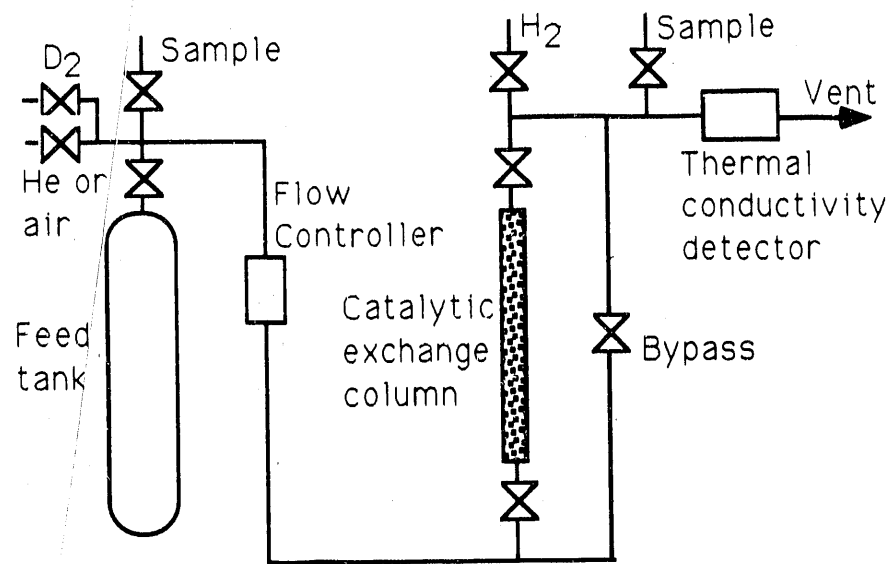 D2
Sample
He or
air
Feed
tank
Flow
Controller
H2
Sample
Vent
Thermal
conductivity
detector
Catalytic
exchange
column
Bypass